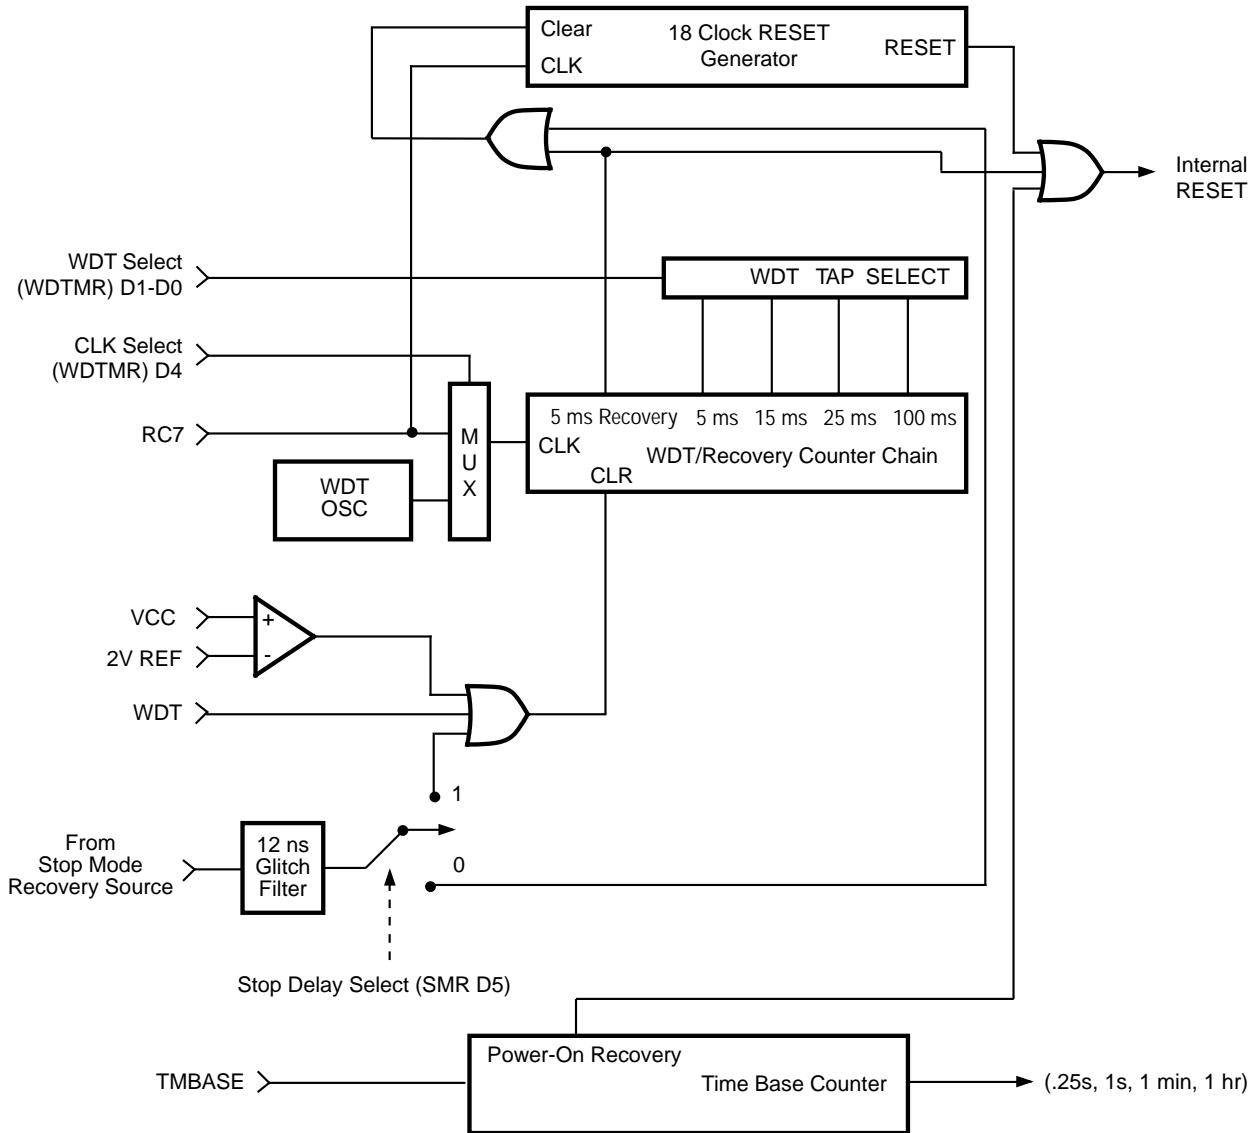 Clear
18 Clock RESET
Generator
RESET
CLK
Internal
RESET
WDT Select
(WDTMR) D1-D0
WDT TAP SELECT
CLK Select
(WDTMR) D4
RC7
M
U
X
5 ms Recovery 5 ms 15 ms 25 ms 100 ms
CLK
WDT/Recovery Counter Chain
CLR
WDT
OSC
VCC
+
2V REF
-
WDT
1
From
Stop Mode
Recovery Source
12 ns
Glitch
Filter
0
Stop Delay Select (SMR D5)
Power-On Recovery
TMBASE
Time Base Counter
(.25s, 1s, 1 min, 1 hr)